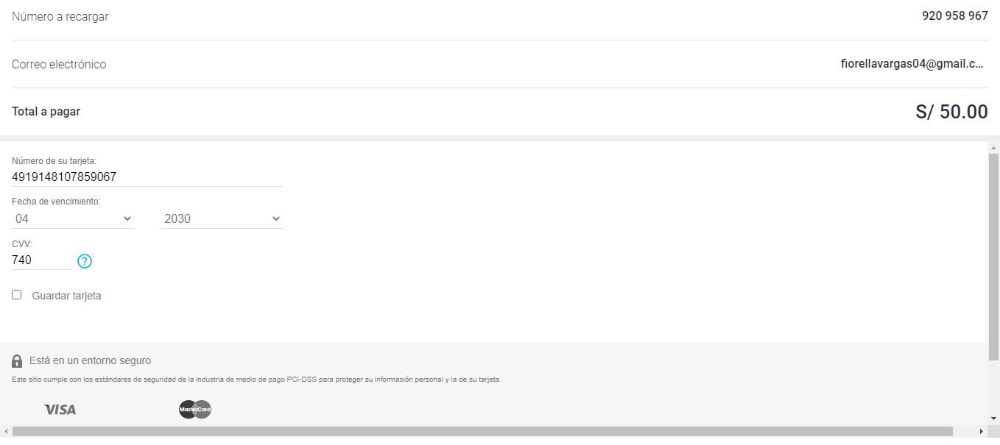 Número a recargar 920 958 967
Correo electrónico fiorellavargas04@gmail.c...
Total a pagar S/ 50.00
Número de su tarjeta:
4919148107859067
Fecha de vencimiento:
04 2030
CVV:
740 ?
Guardar tarjeta
Está en un entorno seguro
Este sitio cumple con los estándares de seguridad de la industria de medio de pago PCI-DSS para proteger su información personal y la de su tarjeta.
VISA MasterCard